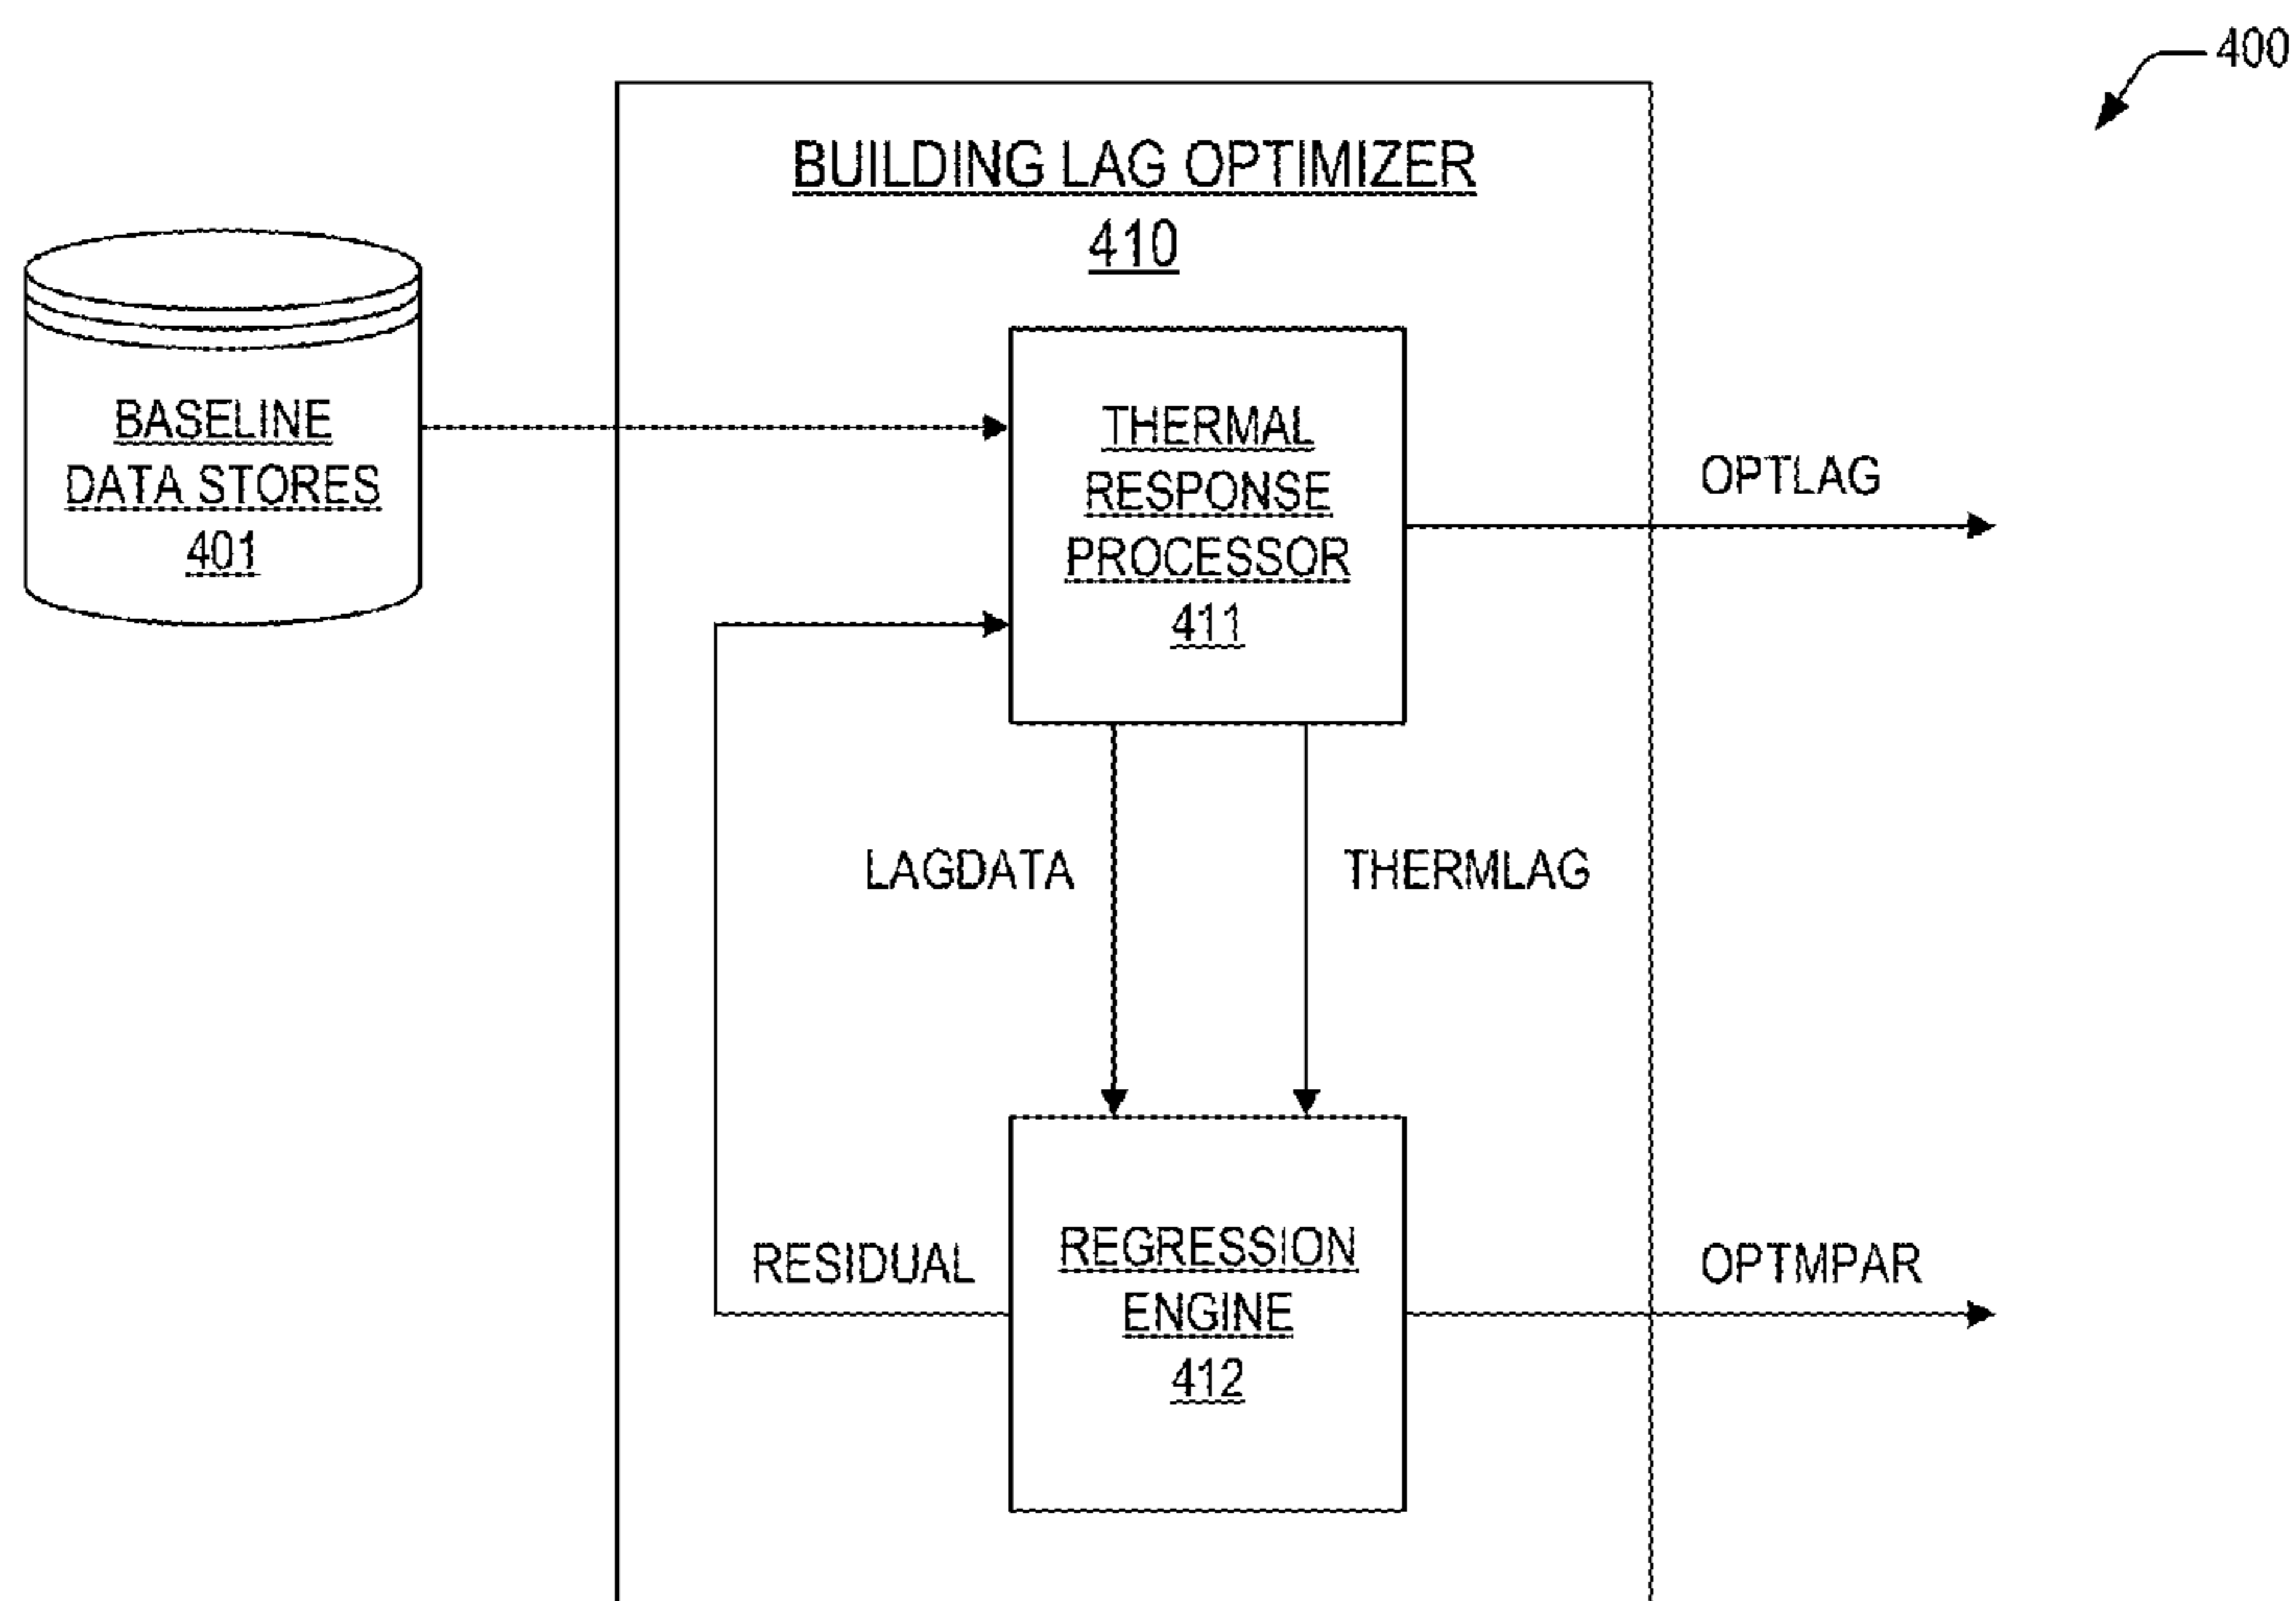 400
BUILDING LAG OPTIMIZER
410
BASELINE
DATA STORES
401
THERMAL
RESPONSE
PROCESSOR
411
OPTLAG
LAGDATA
THERMLAG
RESIDUAL
REGRESSION
ENGINE
412
OPTMPAR